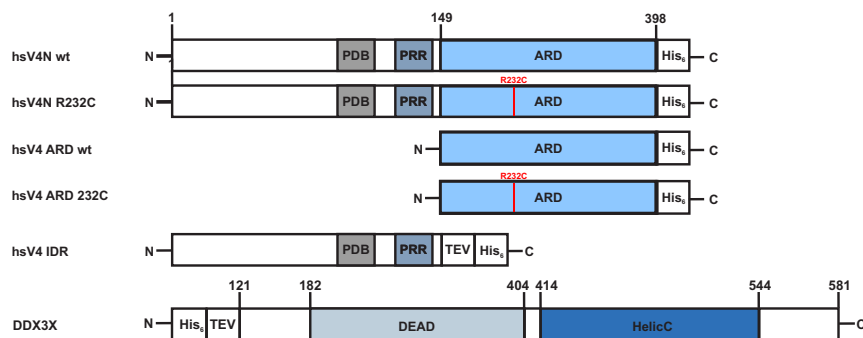 1 149 398
hsV4N wt N PDB PRR ARD His₆ C
R232C
hsV4N R232C N PDB PRR ARD His₆ C
hsV4 ARD wt N ARD His₆ C
R232C
hsV4 ARD 232C N ARD His₆ C
hsV4 IDR N PDB PRR TEV His₆ C
121 182 404 414 544 581
DDX3X N His₆ TEV DEAD HelicC C